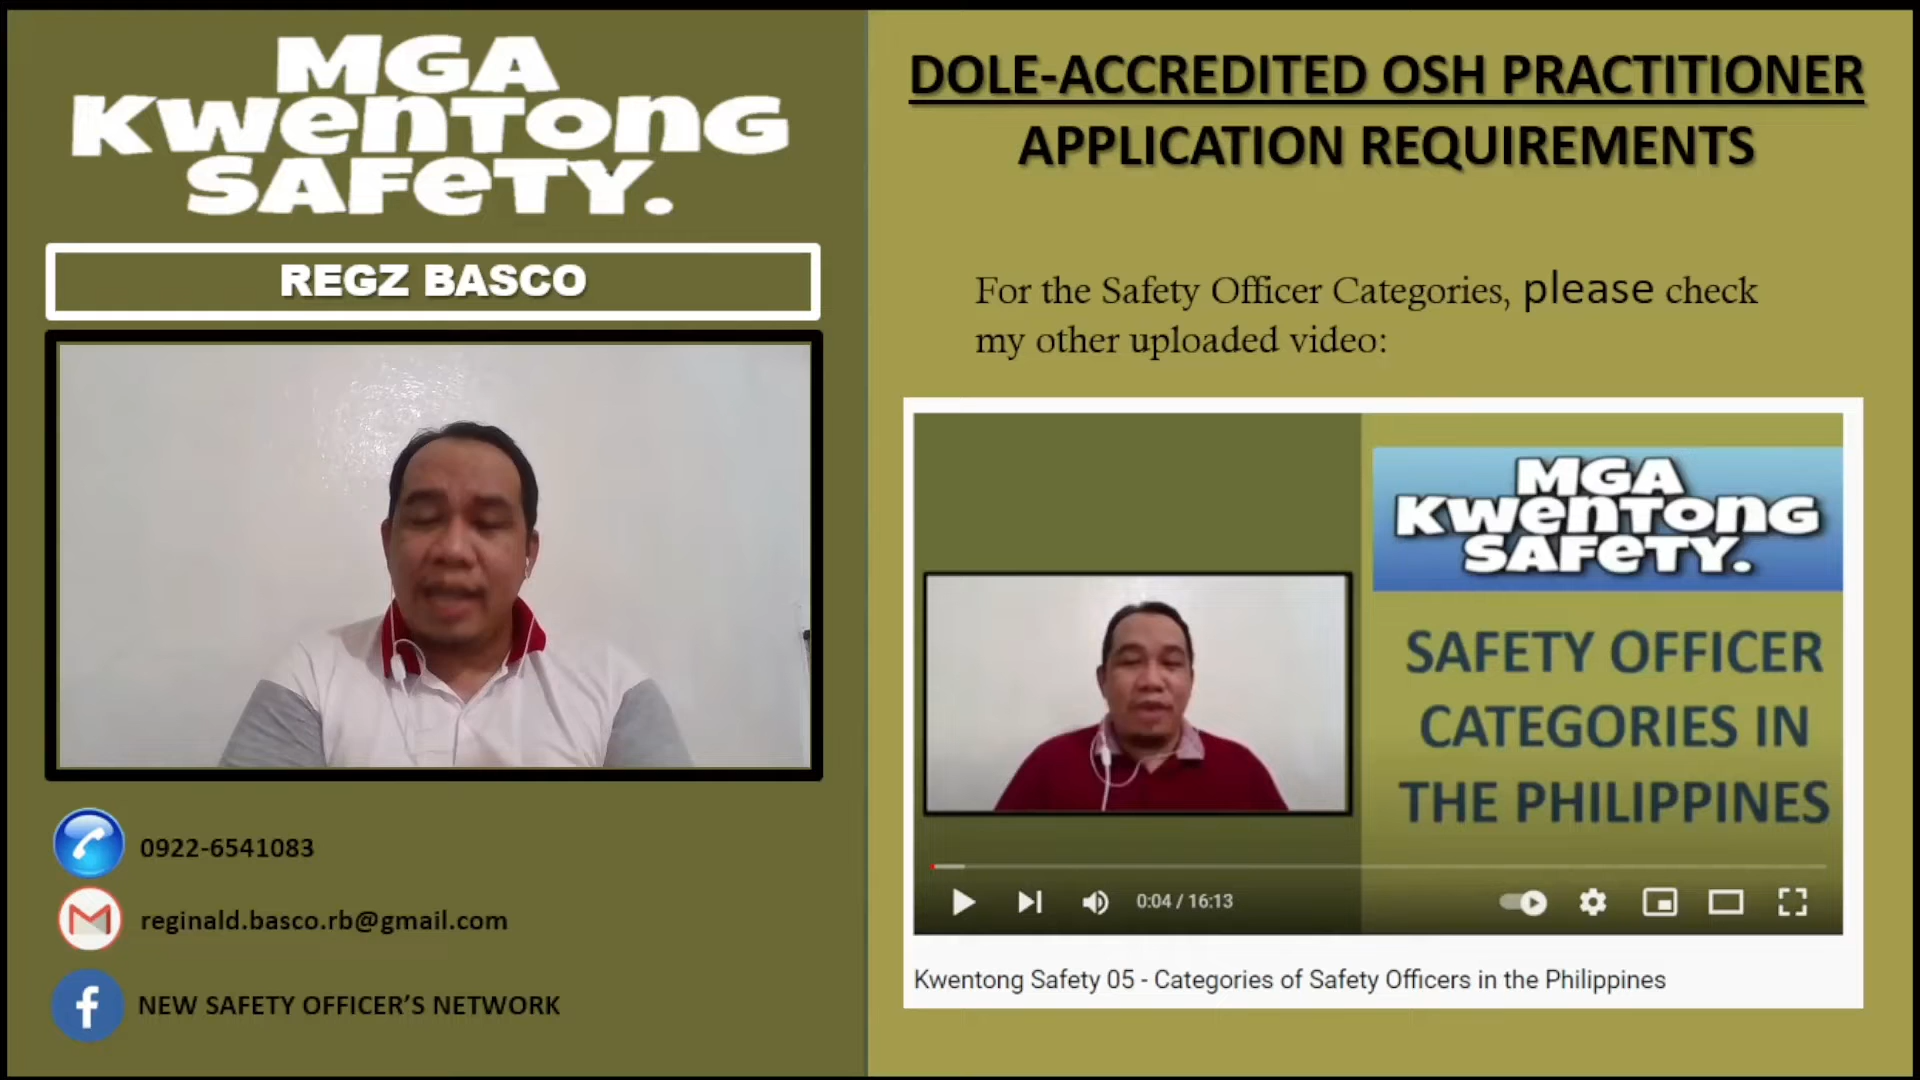 MGA
KWeNTONG
SAFeTY.
REGZ BASCO
0922-6541083
reginald.basco.rb@gmail.com
NEW SAFETY OFFICER'S NETWORK
DOLE-ACCREDITED OSH PRACTITIONER
APPLICATION REQUIREMENTS
For the Safety Officer Categories, please check
my other uploaded video:
MGA
KWeNTONG
SAFeTY.
SAFETY OFFICER
CATEGORIES IN
THE PHILIPPINES
0:04 / 16:13
Kwentong Safety 05 - Categories of Safety Officers in the Philippines